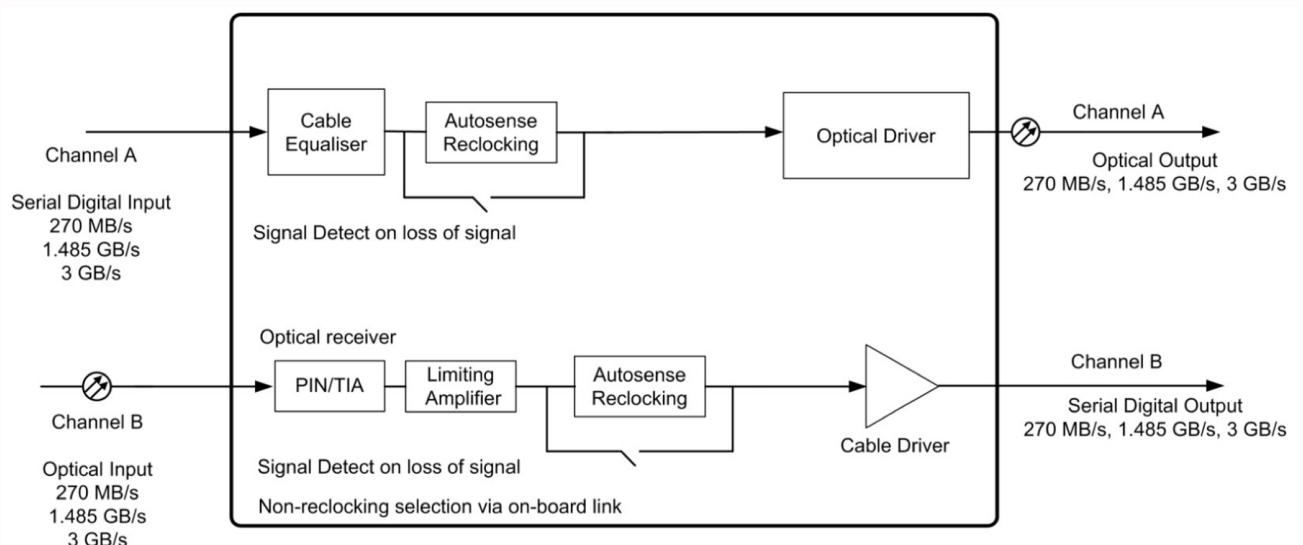 Channel A
Serial Digital Input
270 MB/s
1.485 GB/s
3 GB/s
Cable
Equaliser
Autosense
Reclocking
Signal Detect on loss of signal
Optical Driver
Channel A
Optical Output
270 MB/s, 1.485 GB/s, 3 GB/s
Channel B
Optical Input
270 MB/s
1.485 GB/s
3 GB/s
Optical receiver
PIN/TIA
Limiting
Amplifier
Autosense
Reclocking
Signal Detect on loss of signal
Non-reclocking selection via on-board link
Cable Driver
Channel B
Serial Digital Output
270 MB/s, 1.485 GB/s, 3 GB/s